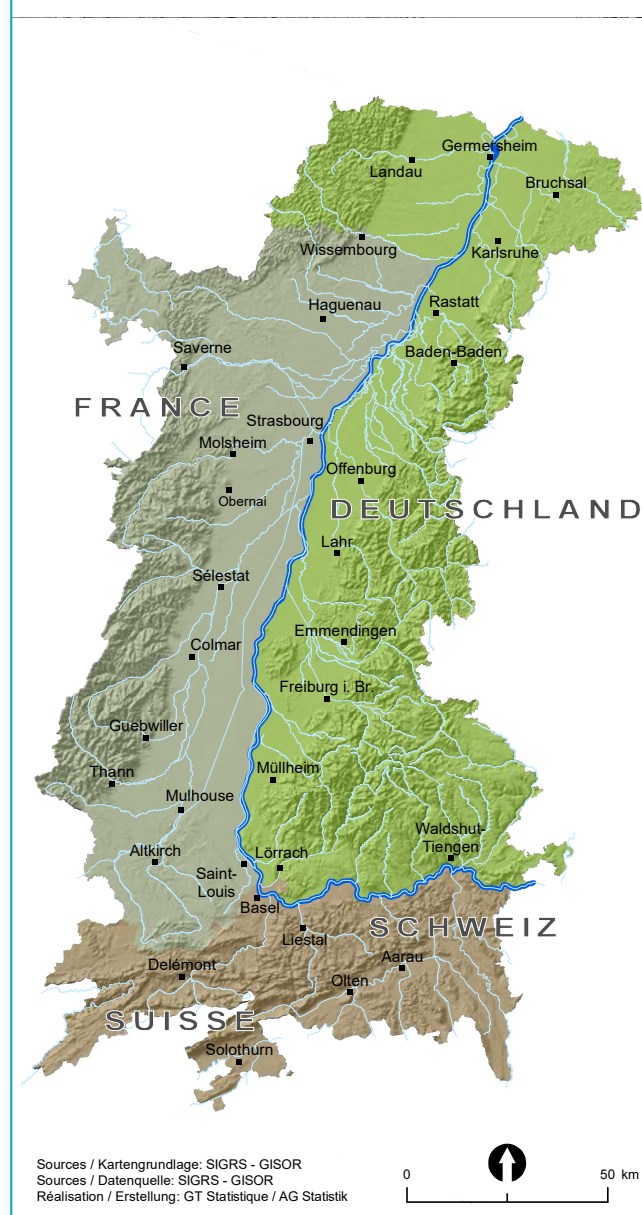 Germersheim
Landau
Bruchsal
Wissembourg
Karlsruhe
Haguenau
Rastatt
Saverne
Baden-Baden
FRANCE
Strasbourg
Molsheim
Offenburg
Obernai
DEUTSCHLAND
Lahr
Sélestat
Emmendingen
Colmar
Freiburg i. Br.
Guebwiller
Thann
Müllheim
Mulhouse
Waldshut-
Tiengen
Altkirch
Lörrach
Saint-
Louis
Basel
SCHWEIZ
Liestal
Aarau
Delémont
Olten
SUISSE
Solothurn
Sources / Kartengrundlage: SIGRS - GISOR
Sources / Datenquelle: SIGRS - GISOR
Réalisation / Erstellung: GT Statistique / AG Statistik
0 50 km